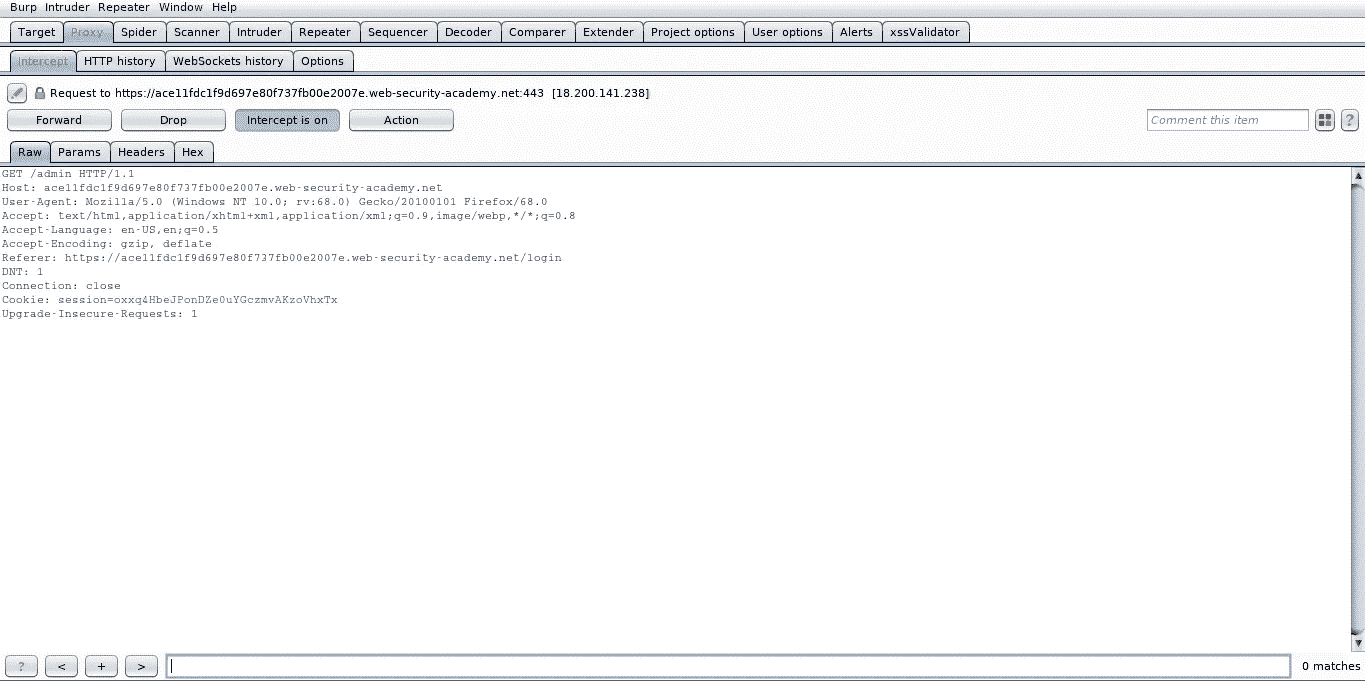 Burp Intruder Repeater Window Help
Target Proxy Spider Scanner Intruder Repeater Sequencer Decoder Comparer Extender Project options User options Alerts xssValidator
Intercept HTTP history WebSockets history Options
Request to https://ace11fdc1f9d697e80f737fb00e2007e.web-security-academy.net:443 [18.200.141.238]
Forward Drop Intercept is on Action Comment this item ?
Raw Params Headers Hex
GET /admin HTTP/1.1
Host: ace11fdc1f9d697e80f737fb00e2007e.web-security-academy.net
User-Agent: Mozilla/5.0 (Windows NT 10.0; rv:68.0) Gecko/20100101 Firefox/68.0
Accept: text/html,application/xhtml+xml,application/xml;q=0.9,image/webp,*/*;q=0.8
Accept-Language: en-US,en;q=0.5
Accept-Encoding: gzip, deflate
Referer: https://ace11fdc1f9d697e80f737fb00e2007e.web-security-academy.net/login
DNT: 1
Connection: close
Cookie: session=oxxq4HbeJPonDZe0uYGczmvAKzoVhxTx
Upgrade-Insecure-Requests: 1
? < + > 0 matches